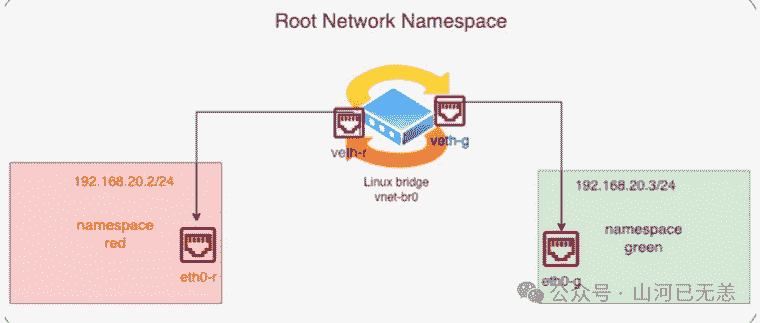 Root Network Namespace
veth-r
veth-g
Linux bridge
vnet-br0
192.168.20.2/24
namespace
red
eth0-r
192.168.20.3/24
namespace
green
eth0-g
公众号 · 山河已无恙